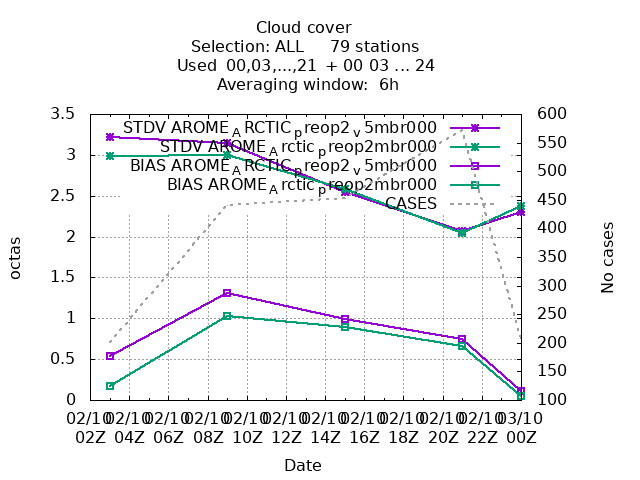 Cloud cover
Selection: ALL 79 stations
Used 00,03,...,21 + 00 03 ... 24
Averaging window: 6h
3.5
3
2.5
2
1.5
1
0.5
0
octas
600
550
500
450
400
350
300
250
200
150
100
No cases
STDV AROME_ARCTIC_preop2_v5mbr000
STDV AROME_Arctic_preop2mbr000
BIAS AROME_ARCTIC_preop2_v5mbr000
BIAS AROME_Arctic_preop2mbr000
CASES
02/10 02/10 02/10 02/10 02/10 02/10 02/10 02/10 02/10 02/10 02/10 03/10
02Z 04Z 06Z 08Z 10Z 12Z 14Z 16Z 18Z 20Z 22Z 00Z
Date